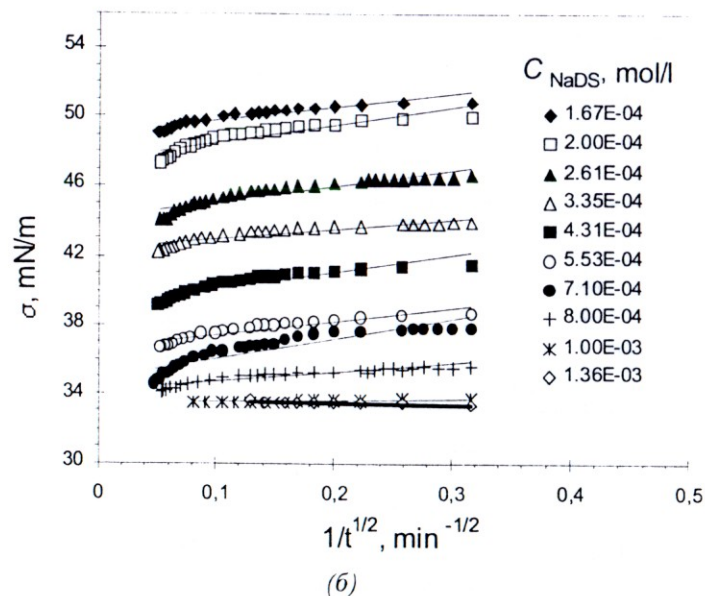 54
50
46
42
38
34
30
σ, mN/m
0
0,1
0,2
0,3
0,4
0,5
1/t^1/2, min^-1/2
C NaDS, mol/l
1.67E-04
2.00E-04
2.61E-04
3.35E-04
4.31E-04
5.53E-04
7.10E-04
8.00E-04
1.00E-03
1.36E-03
(б)